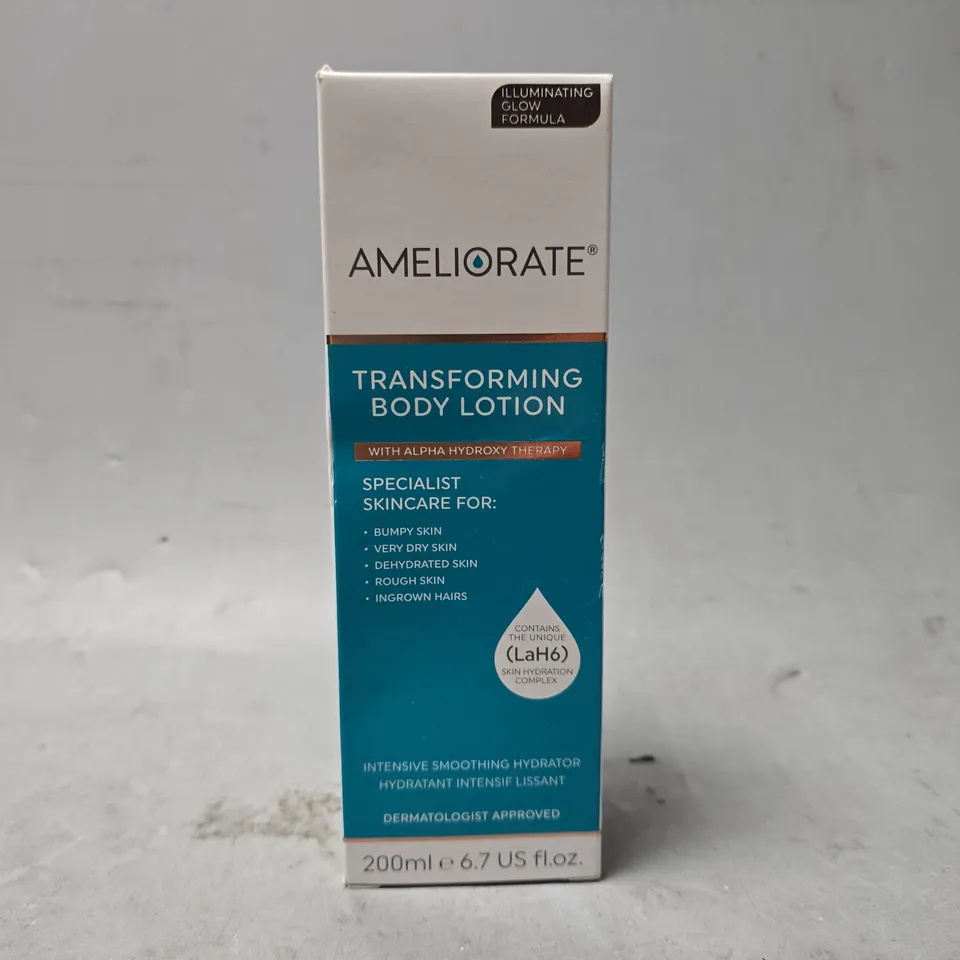 ILLUMINATING
GLOW
FORMULA
AMELIORATE®
TRANSFORMING
BODY LOTION
WITH ALPHA HYDROXY THERAPY
SPECIALIST
SKINCARE FOR:
• BUMPY SKIN
• VERY DRY SKIN
• DEHYDRATED SKIN
• ROUGH SKIN
• INGROWN HAIRS
CONTAINS
THE UNIQUE
(LaH6)
SKIN HYDRATION
COMPLEX
INTENSIVE SMOOTHING HYDRATOR
HYDRATANT INTENSIF LISSANT
DERMATOLOGIST APPROVED
200ml ℮ 6.7 US fl.oz.